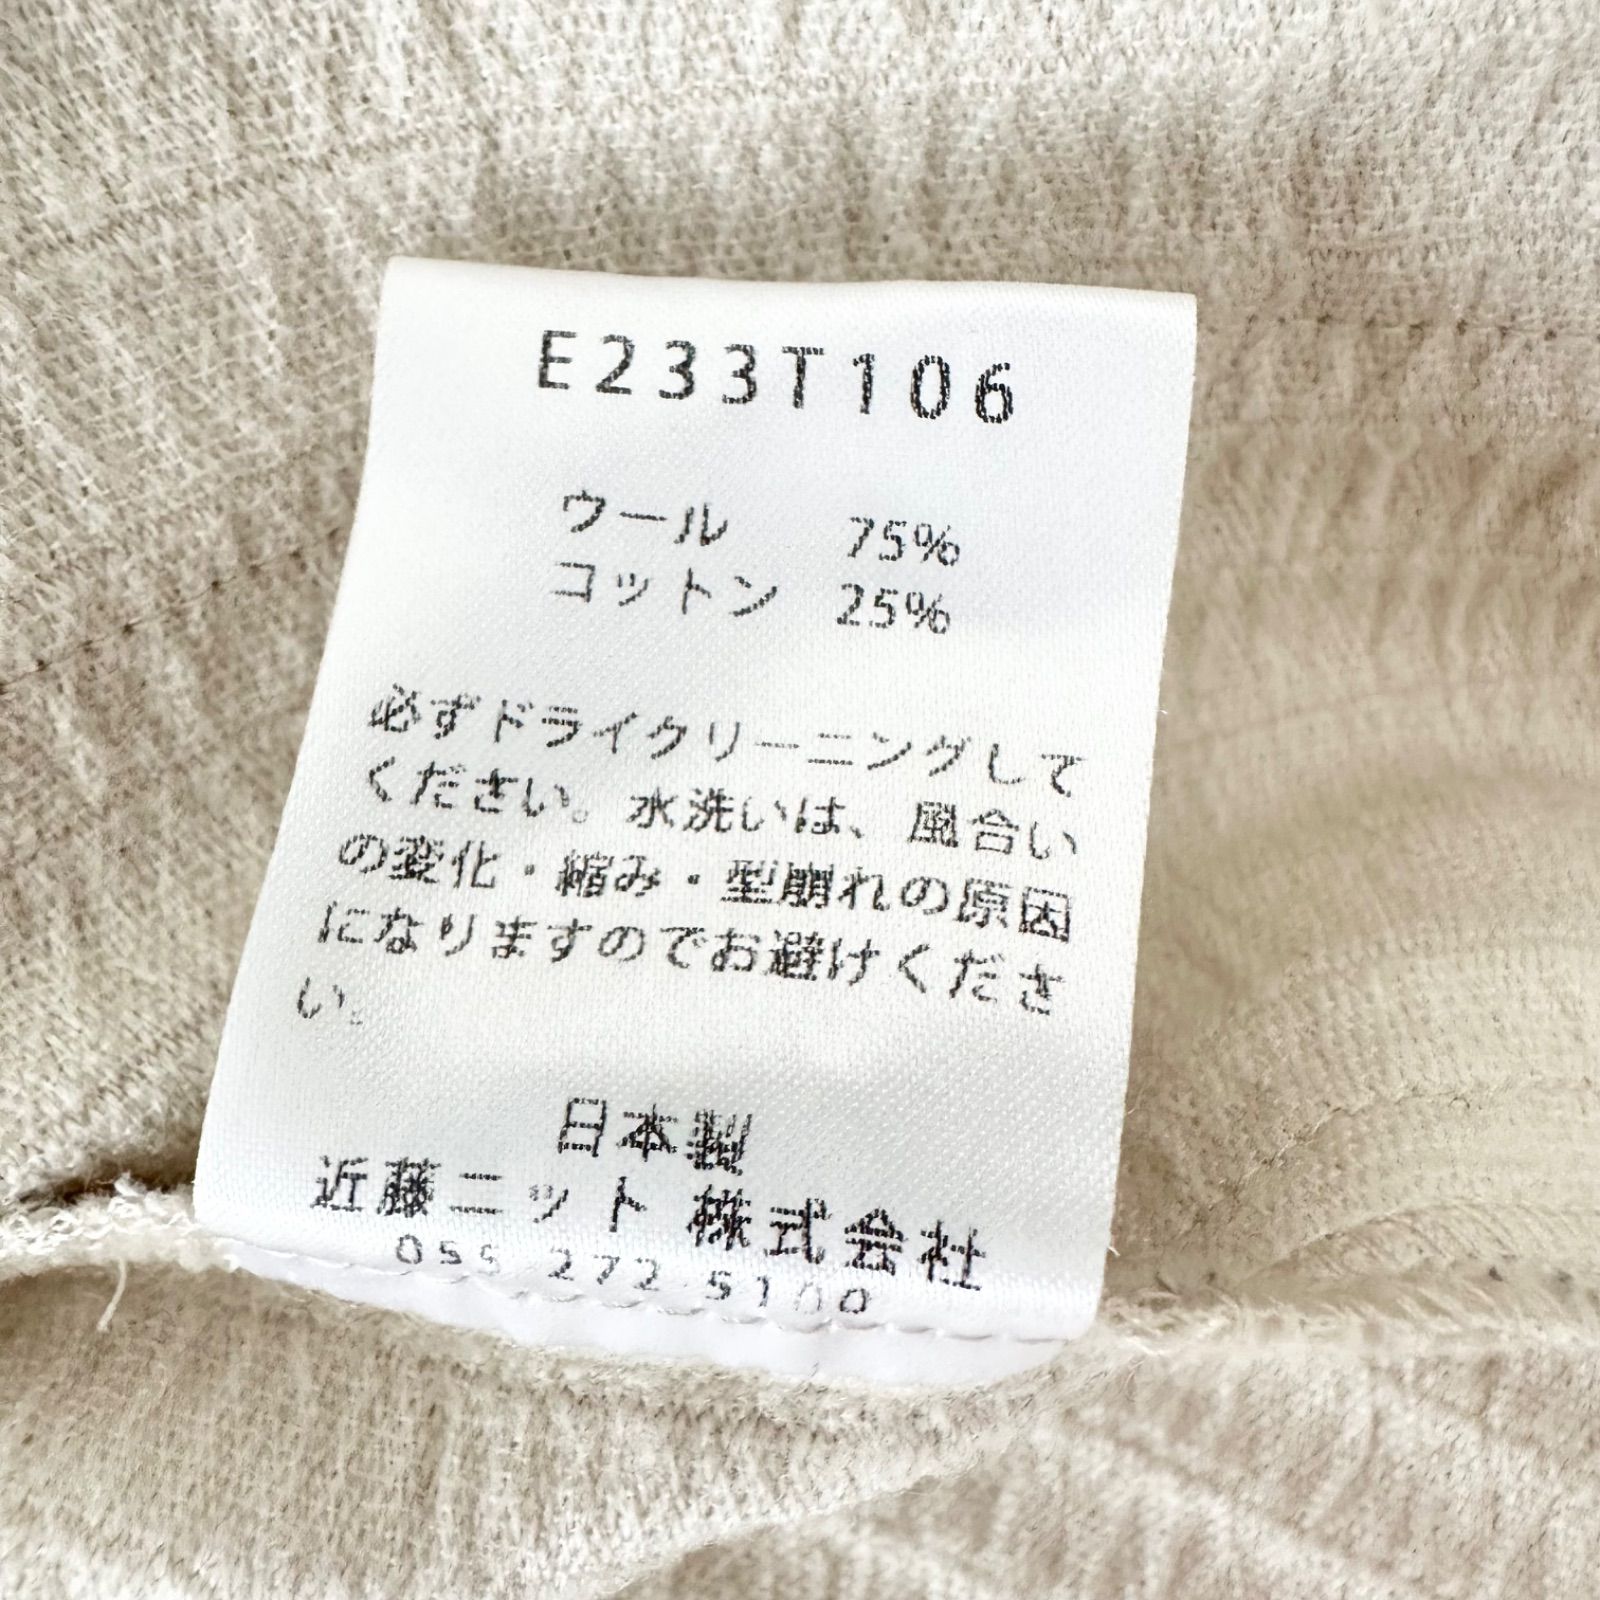 E233T106
ウール 75%
コットン 25%
必ずドライクリーニングして
ください。水洗いは、風合い
の変化・縮み・型崩れの原因
になりますのでお避けくださ
い。
日本製
近藤ニット 株式会社
055 272 5100